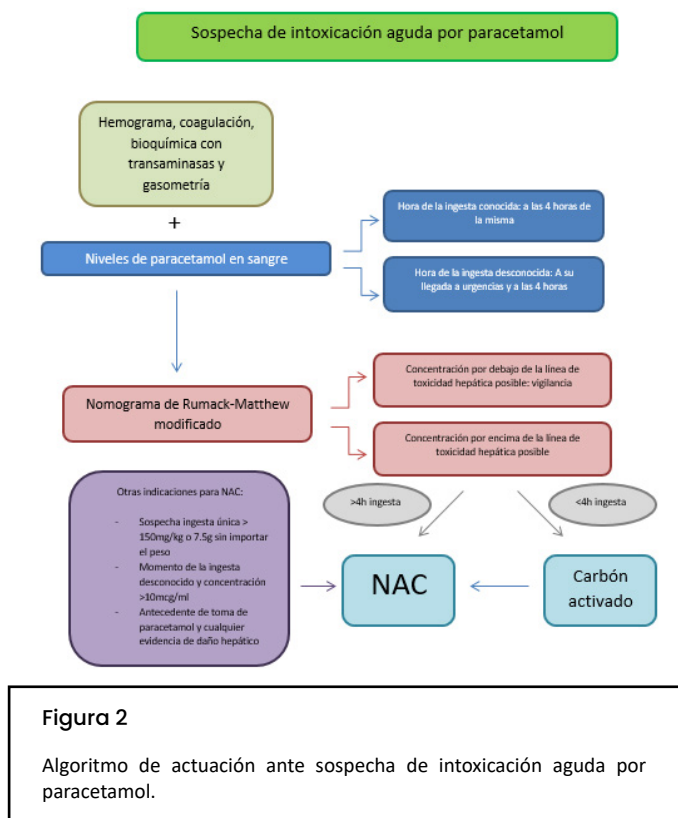 Sospecha de intoxicación aguda por paracetamol
Hemograma, coagulación,
bioquímica con
transaminasas y
gasometría
+
Niveles de paracetamol en sangre
Hora de la ingesta conocida: a las 4 horas de
la misma
Hora de la ingesta desconocida: A su
llegada a urgencias y a las 4 horas
Nomograma de Rumack-Matthew
modificado
Concentración por debajo de la línea de
toxicidad hepática posible: vigilancia
Concentración por encima de la línea de
toxicidad hepática posible
>4h ingesta
<4h ingesta
Otras indicaciones para NAC:
- Sospecha ingesta única >
150mg/kg o 7.5g sin importar
el peso
- Momento de la ingesta
desconocido y concentración
>10mcg/ml
- Antecedente de toma de
paracetamol y cualquier
evidencia de daño hepático
NAC
Carbón
activado
Figura 2
Algoritmo de actuación ante sospecha de intoxicación aguda por
paracetamol.